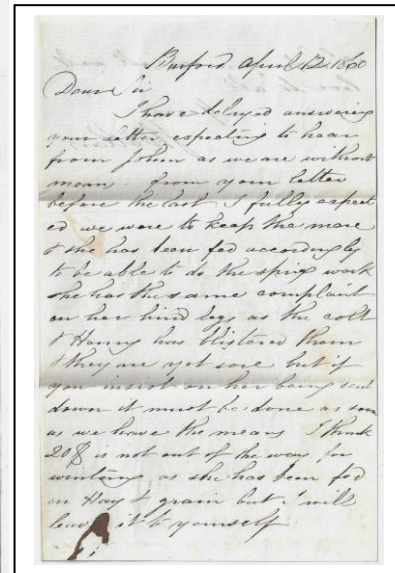 Burford April 12 1860
Dear Sir
I have delayed answering
your letter expecting to hear
from John as we are without
means from your letter
before the last I fully expect
ed we were to keep the mare
& she has been fed accordingly
to be able to do the spring work
she has the same complaint
on her hind legs as the colt
& Henry has blistered them
& they are yet sore but if
you insist on her being sent
down it must be done as soon
as we have the means I think
20$ is not out of the way for
wintering as she has been fed
on Hay & grain but I will
leave it to yourself